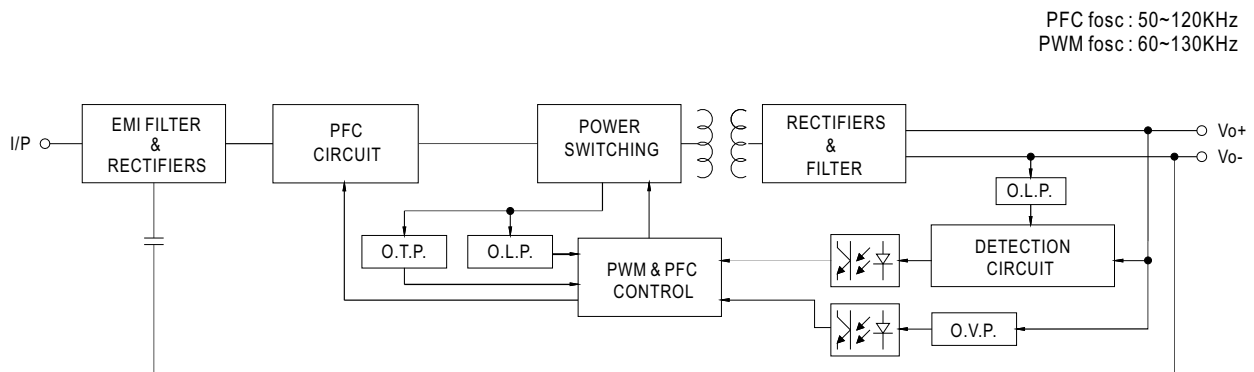 PFC fosc : 50~120KHz
PWM fosc : 60~130KHz
I/P
EMI FILTER
&
RECTIFIERS
PFC
CIRCUIT
POWER
SWITCHING
RECTIFIERS
&
FILTER
Vo+
Vo-
O.L.P.
O.T.P.
O.L.P.
PWM & PFC
CONTROL
DETECTION
CIRCUIT
O.V.P.